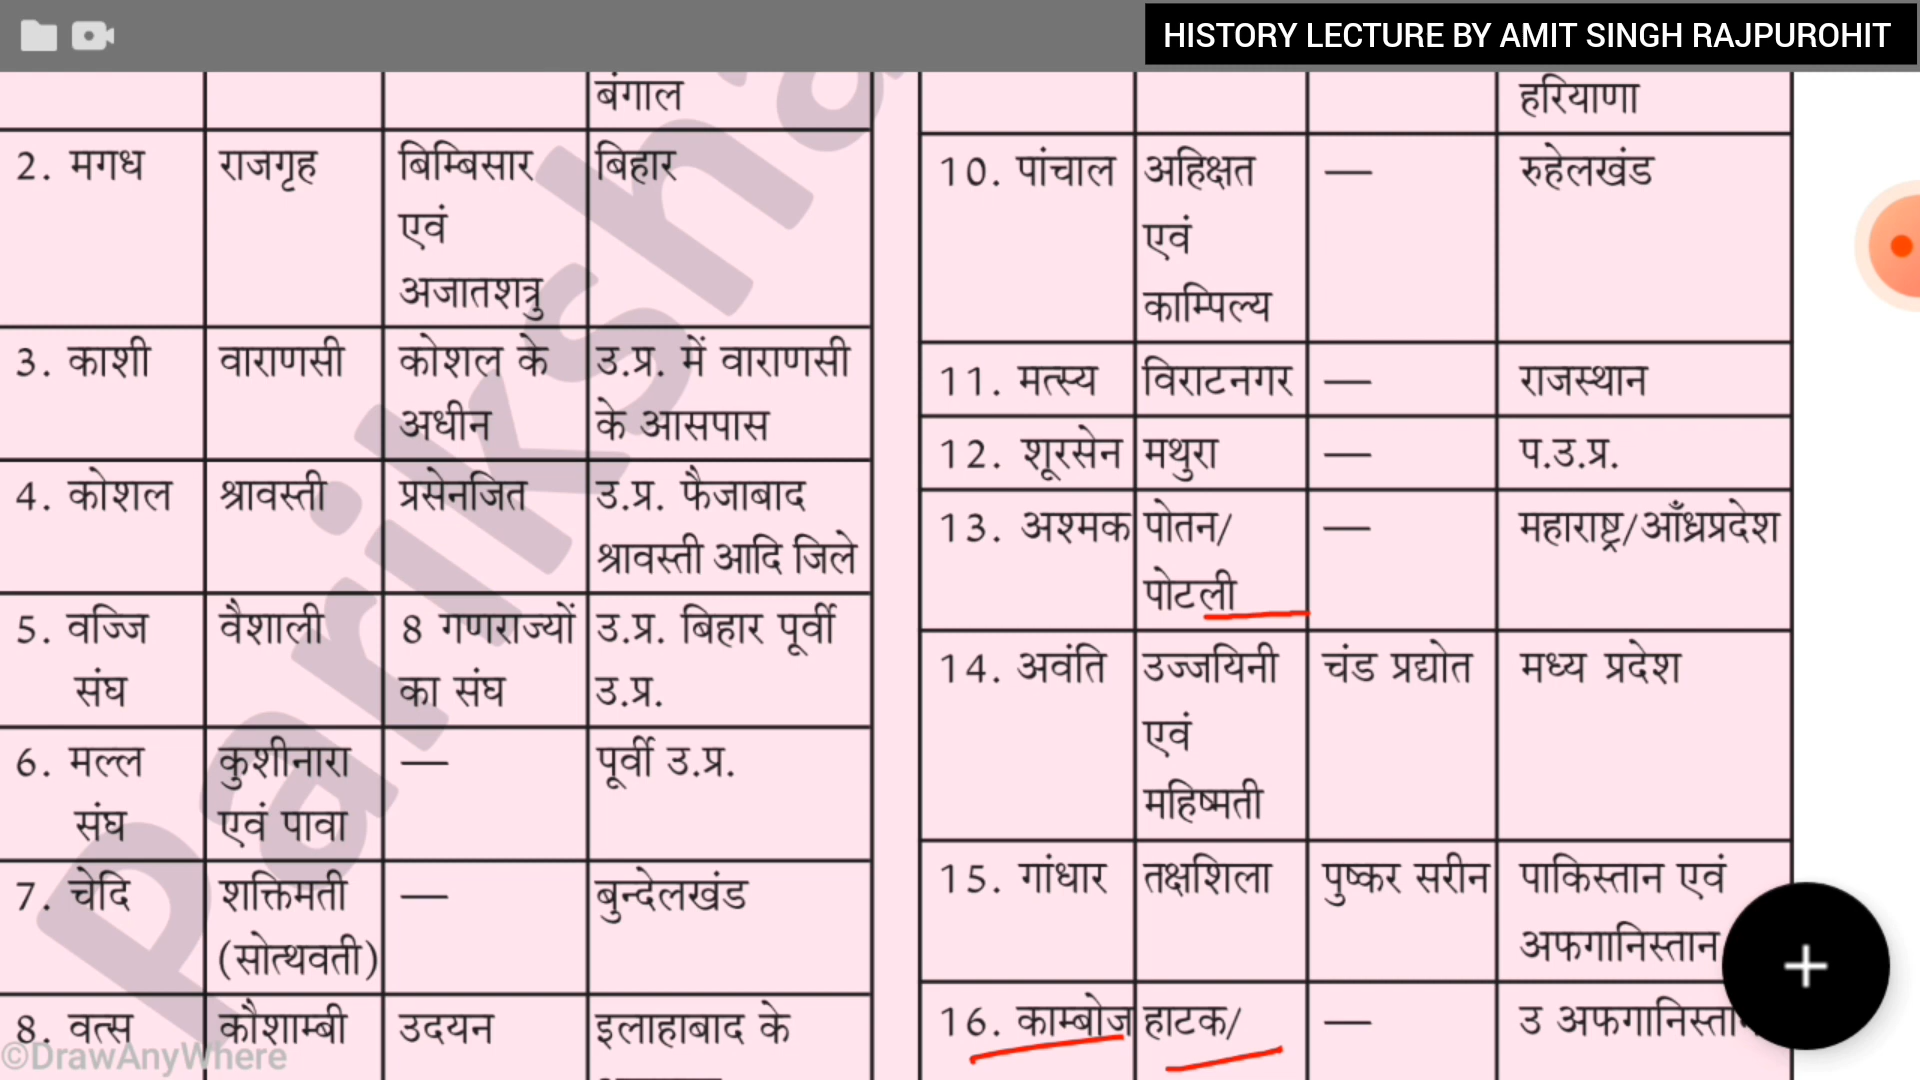 HISTORY LECTURE BY AMIT SINGH RAJPUROHIT
बंगाल
2. मगध राजगृह बिम्बिसार बिहार
एवं
अजातशत्रु
3. काशी वाराणसी कोशल के उ.प्र. में वाराणसी
अधीन के आसपास
4. कोशल श्रावस्ती प्रसेनजित उ.प्र. फैजाबाद
श्रावस्ती आदि जिले
5. वज्जि वैशाली 8 गणराज्यों उ.प्र. बिहार पूर्वी
संघ का संघ उ.प्र.
6. मल्ल कुशीनारा — पूर्वी उ.प्र.
संघ एवं पावा
7. चेदि शक्तिमती — बुन्देलखंड
(सोत्थवती)
8. वत्स कौशाम्बी उदयन इलाहाबाद के
हरियाणा
10. पांचाल अहिक्षत — रुहेलखंड
एवं
काम्पिल्य
11. मत्स्य विराटनगर — राजस्थान
12. शूरसेन मथुरा — प.उ.प्र.
13. अश्मक पोतन/ — महाराष्ट्र/आँध्रप्रदेश
पोटली
14. अवंति उज्जयिनी चंड प्रद्योत मध्य प्रदेश
एवं
महिष्मती
15. गांधार तक्षशिला पुष्कर सरीन पाकिस्तान एवं
अफगानिस्तान
16. काम्बोज हाटक/ — उ
Pariksha
©DrawAnyWhere